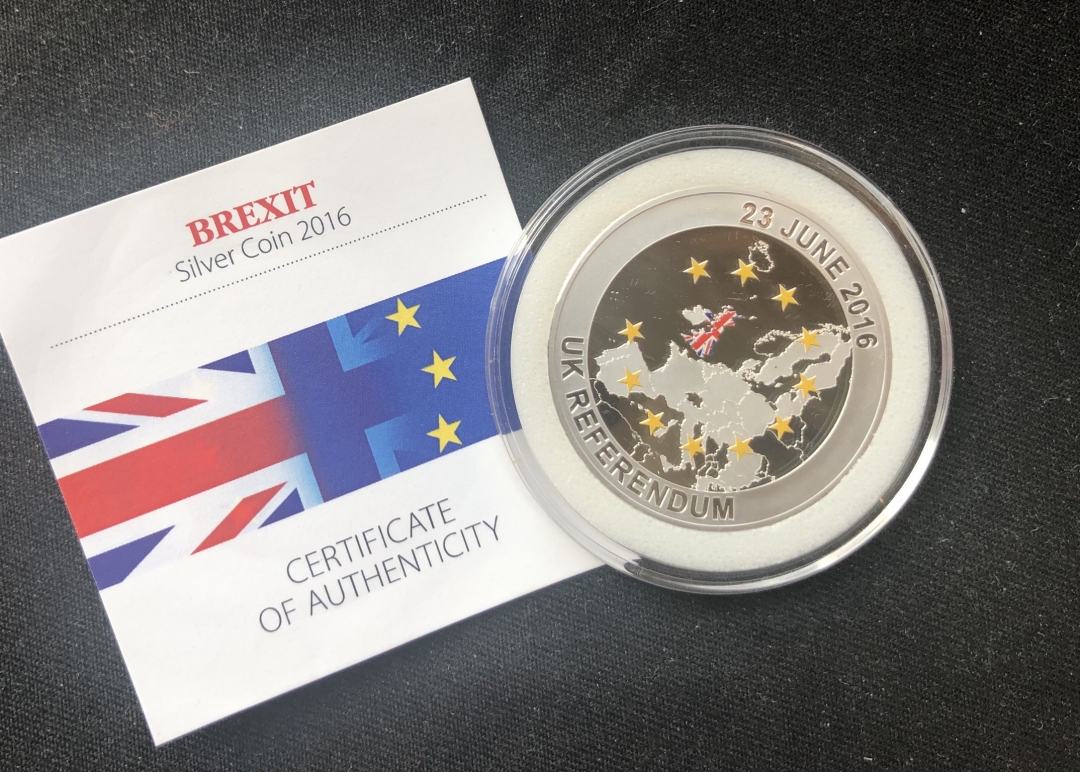 BREXIT
Silver Coin 2016
CERTIFICATE
OF AUTHENTICITY
23 JUNE 2016
UK REFERENDUM